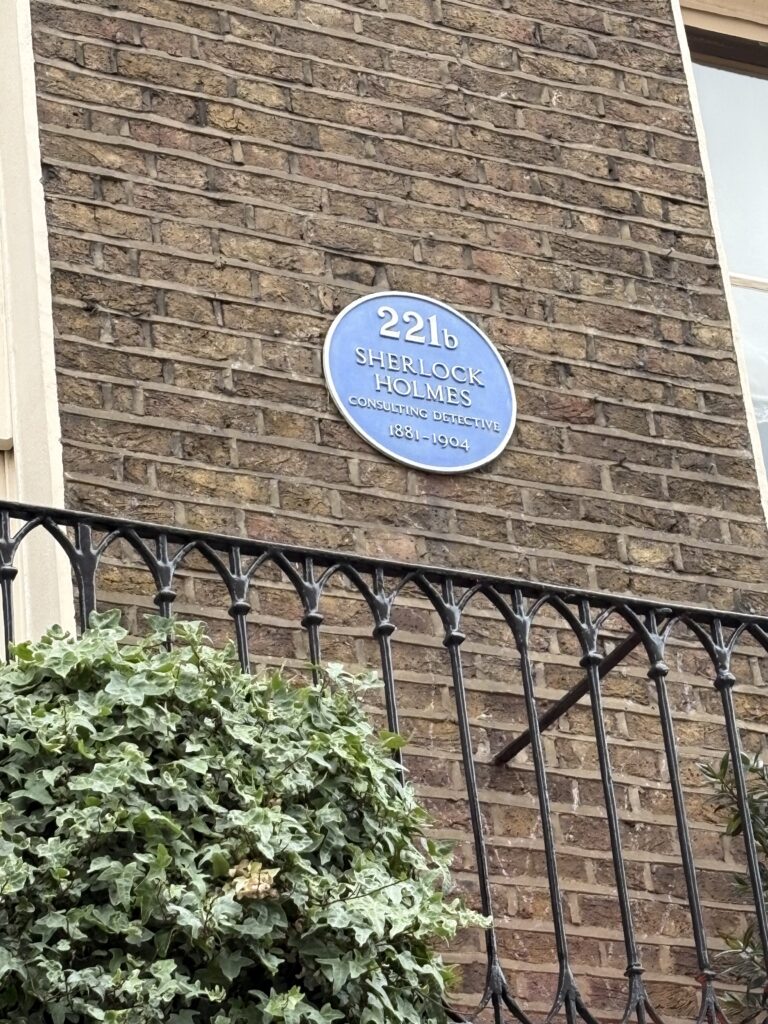 221b
SHERLOCK
HOLMES
CONSULTING DETECTIVE
1881-1904